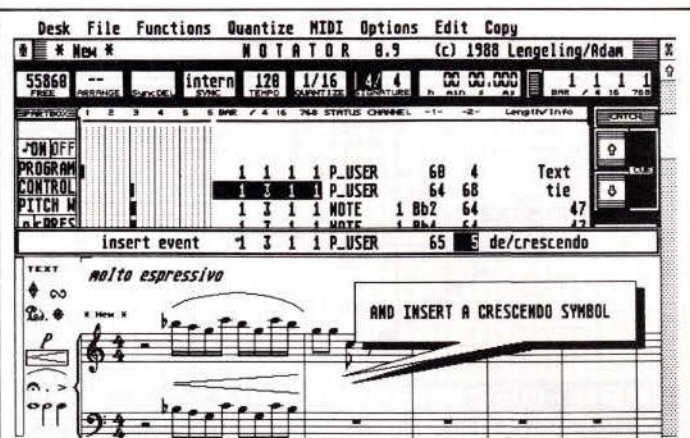 Desk File Functions Quantize MIDI Options Edit Copy
* New * NOTATOR 0.9 (c) 1988 Lengeling/Adam
55860 -- intern 120 1/16 4/ 4 00 00,000 1 1 1 1
FREE ARRANGE SyncDEL SYNC TEMPO QUANTIZE SIGNATURE h min s ms BAR / 4 16 768
PARTBOX 1 2 3 4 5 6 BAR / 4 16 768 STATUS CHANNEL -1- -2- Length/Info CATCH
♪ON OFF
PROGRAM 1 1 1 1 P_USER 60 4 Text
CONTROL 1 3 1 1 P_USER 64 68 tie
PITCH W 1 3 1 1 NOTE 1 Bb2 64 47
insert event 1 3 1 1 P_USER 65 5 de/crescendo
TEXT
molto espressivo
* New *
AND INSERT A CRESCENDO SYMBOL
p